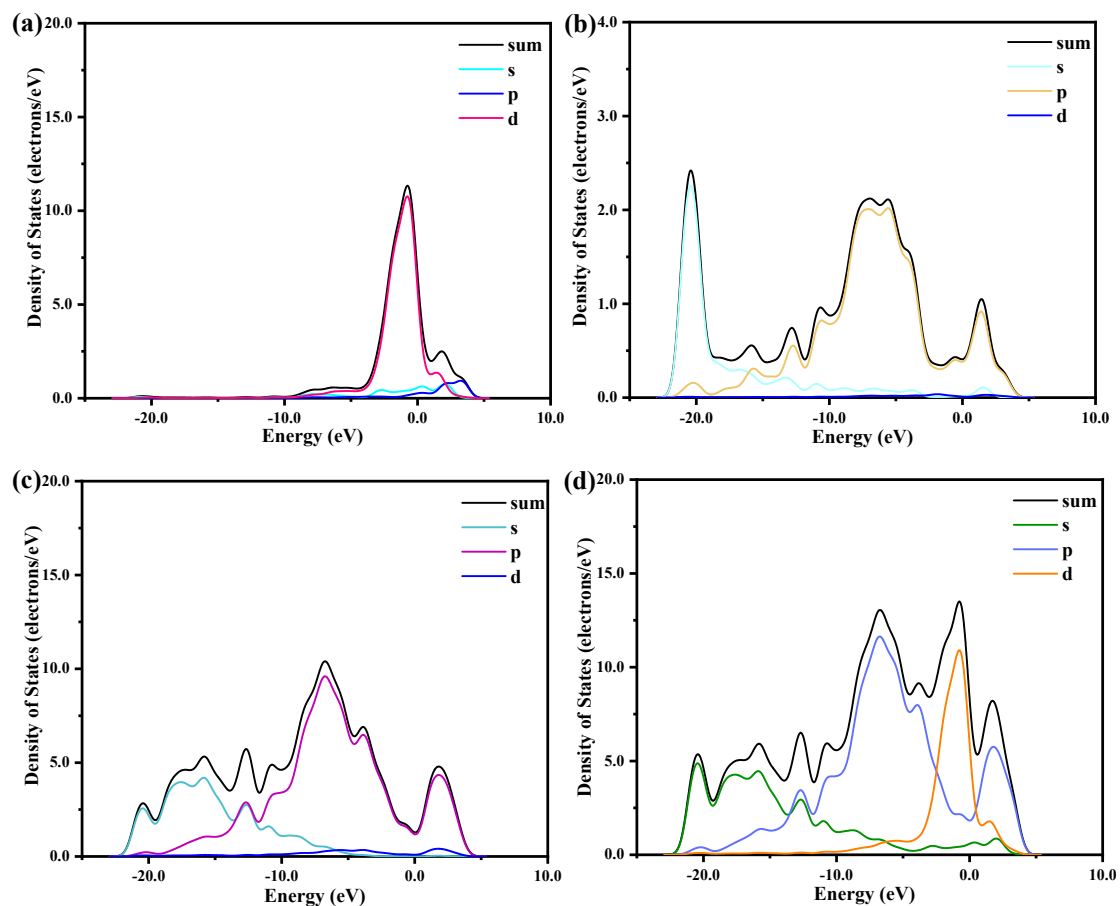 (a)
20.0
15.0
10.0
5.0
0.0
Density of States (electrons/eV)
sum
s
p
d
-20.0
-10.0
0.0
10.0
Energy (eV)
(b)
4.0
3.0
2.0
1.0
0.0
Density of States (electrons/eV)
sum
s
p
d
-20.0
-10.0
0.0
10.0
Energy (eV)
(c)
20.0
15.0
10.0
5.0
0.0
Density of States (electrons/eV)
sum
s
p
d
-20.0
-10.0
0.0
10.0
Energy (eV)
(d)
20.0
15.0
10.0
5.0
0.0
Density of States (electrons/eV)
sum
s
p
d
-20.0
-10.0
0.0
10.0
Energy (eV)